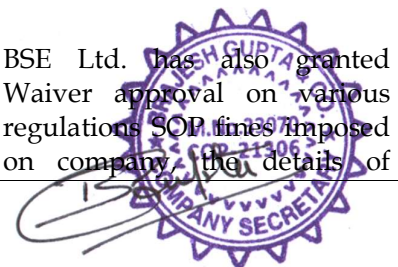 BSE Ltd. has also granted
Waiver approval on various
regulations SOP fines imposed
on company, the details of